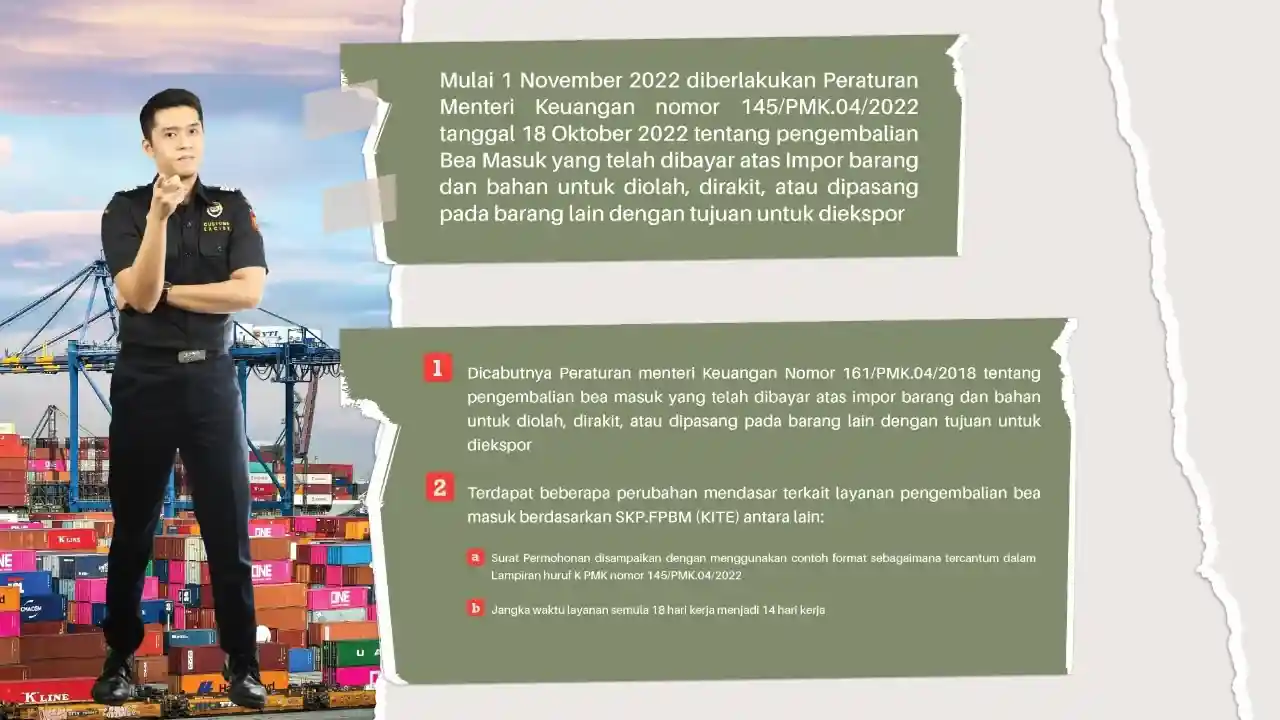 Mulai 1 November 2022 diberlakukan Peraturan
Menteri Keuangan nomor 145/PMK.04/2022
tanggal 18 Oktober 2022 tentang pengembalian
Bea Masuk yang telah dibayar atas Impor barang
dan bahan untuk diolah, dirakit, atau dipasang
pada barang lain dengan tujuan untuk diekspor
1
Dicabutnya Peraturan menteri Keuangan Nomor 161/PMK.04/2018 tentang
pengembalian bea masuk yang telah dibayar atas impor barang dan bahan
untuk diolah, dirakit, atau dipasang pada barang lain dengan tujuan untuk
diekspor
2
Terdapat beberapa perubahan mendasar terkait layanan pengembalian bea
masuk berdasarkan SKP.FPBM (KITE) antara lain:
a Surat Permohonan disampaikan dengan menggunakan contoh format sebagaimana tercantum dalam
Lampiran huruf K PMK nomor 145/PMK.04/2022
b Jangka waktu layanan semula 18 hari kerja menjadi 14 hari kerja
CUSTOMS
EXCISE
YTI
ONE
K LINE
ONE
ONE
ONE
U A
K LINE